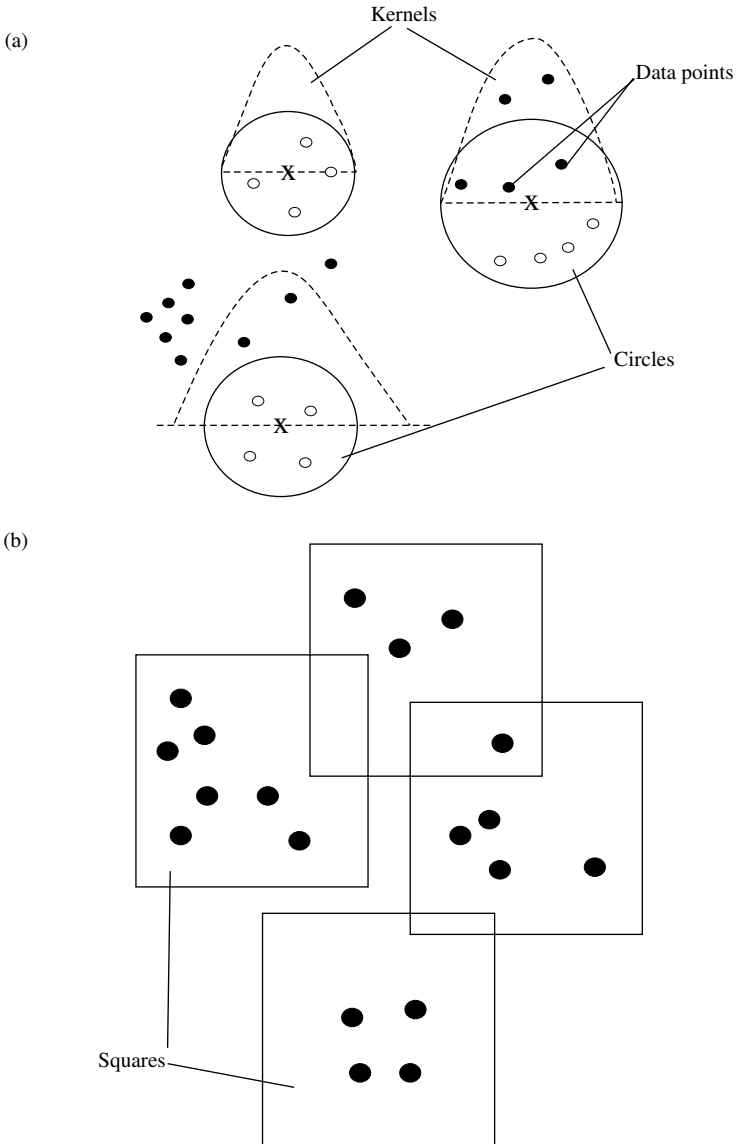 (a)
Kernels
Data points
X
X
Circles
X
(b)
Squares